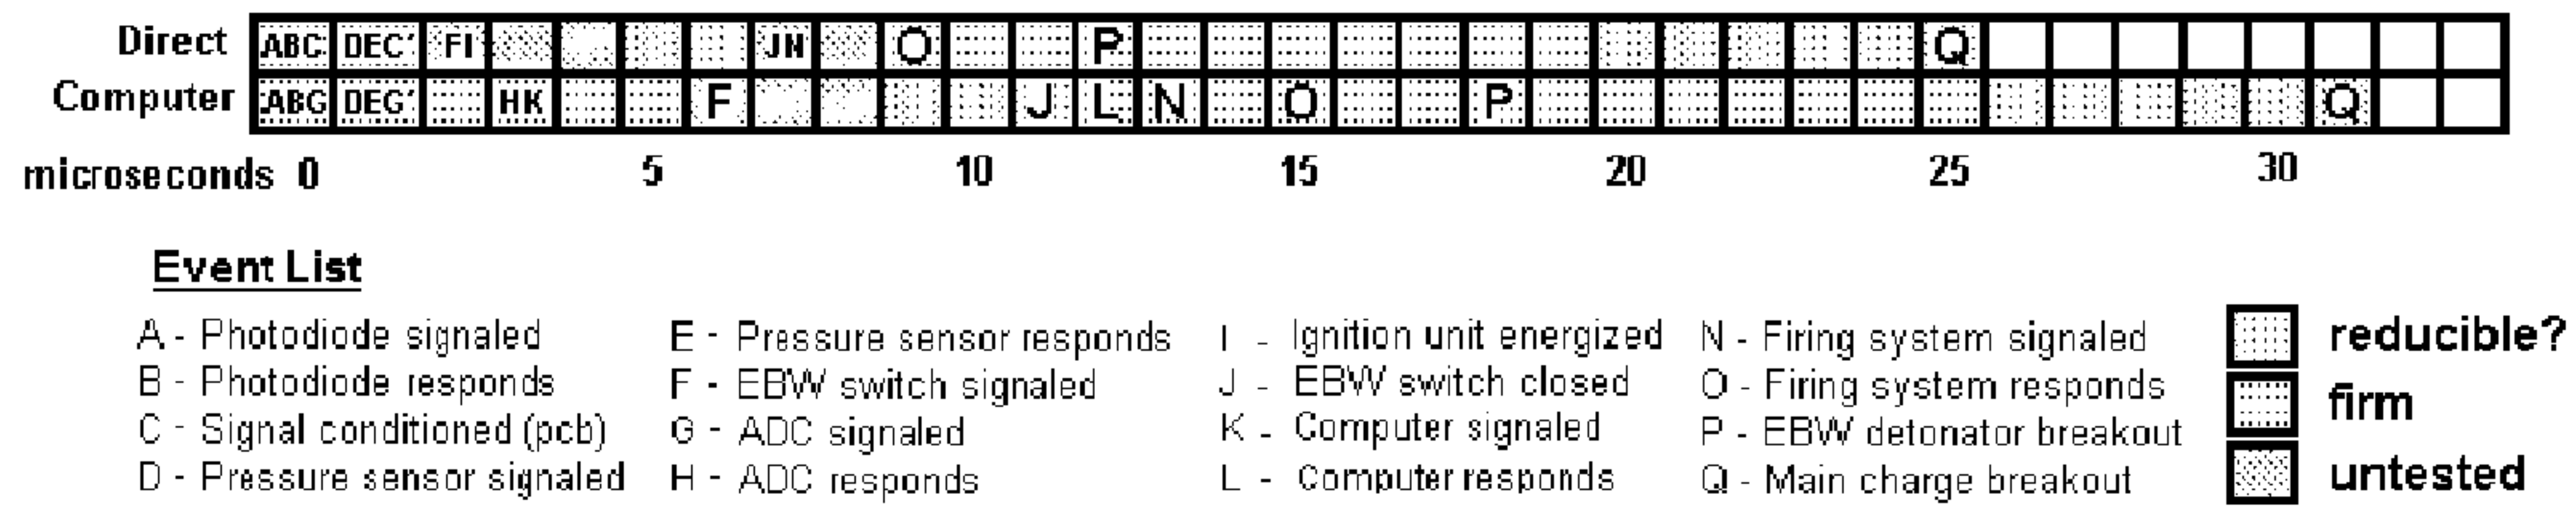 Direct ABC DEC' FI JN O P Q
Computer ABG DEG' HK F J L N O P Q
microseconds 0 5 10 15 20 25 30
Event List
A - Photodiode signaled E - Pressure sensor responds I - Ignition unit energized N - Firing system signaled reducible?
B - Photodiode responds F - EBW switch signaled J - EBW switch closed O - Firing system responds firm
C - Signal conditioned (pcb) G - ADC signaled K - Computer signaled P - EBW detonator breakout
D - Pressure sensor signaled H - ADC responds L - Computer responds Q - Main charge breakout untested